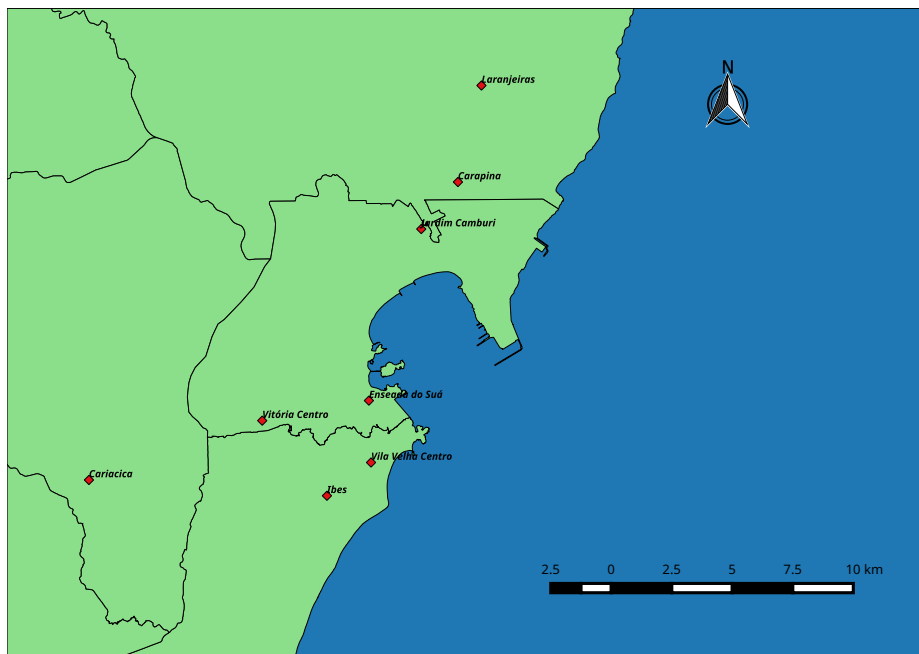 N
Laranjeiras
Carapina
Jardim Camburi
Enseada do Suá
Vitória Centro
Vila Velha Centro
Cariacica
Ibes
2.5 0 2.5 5 7.5 10 km